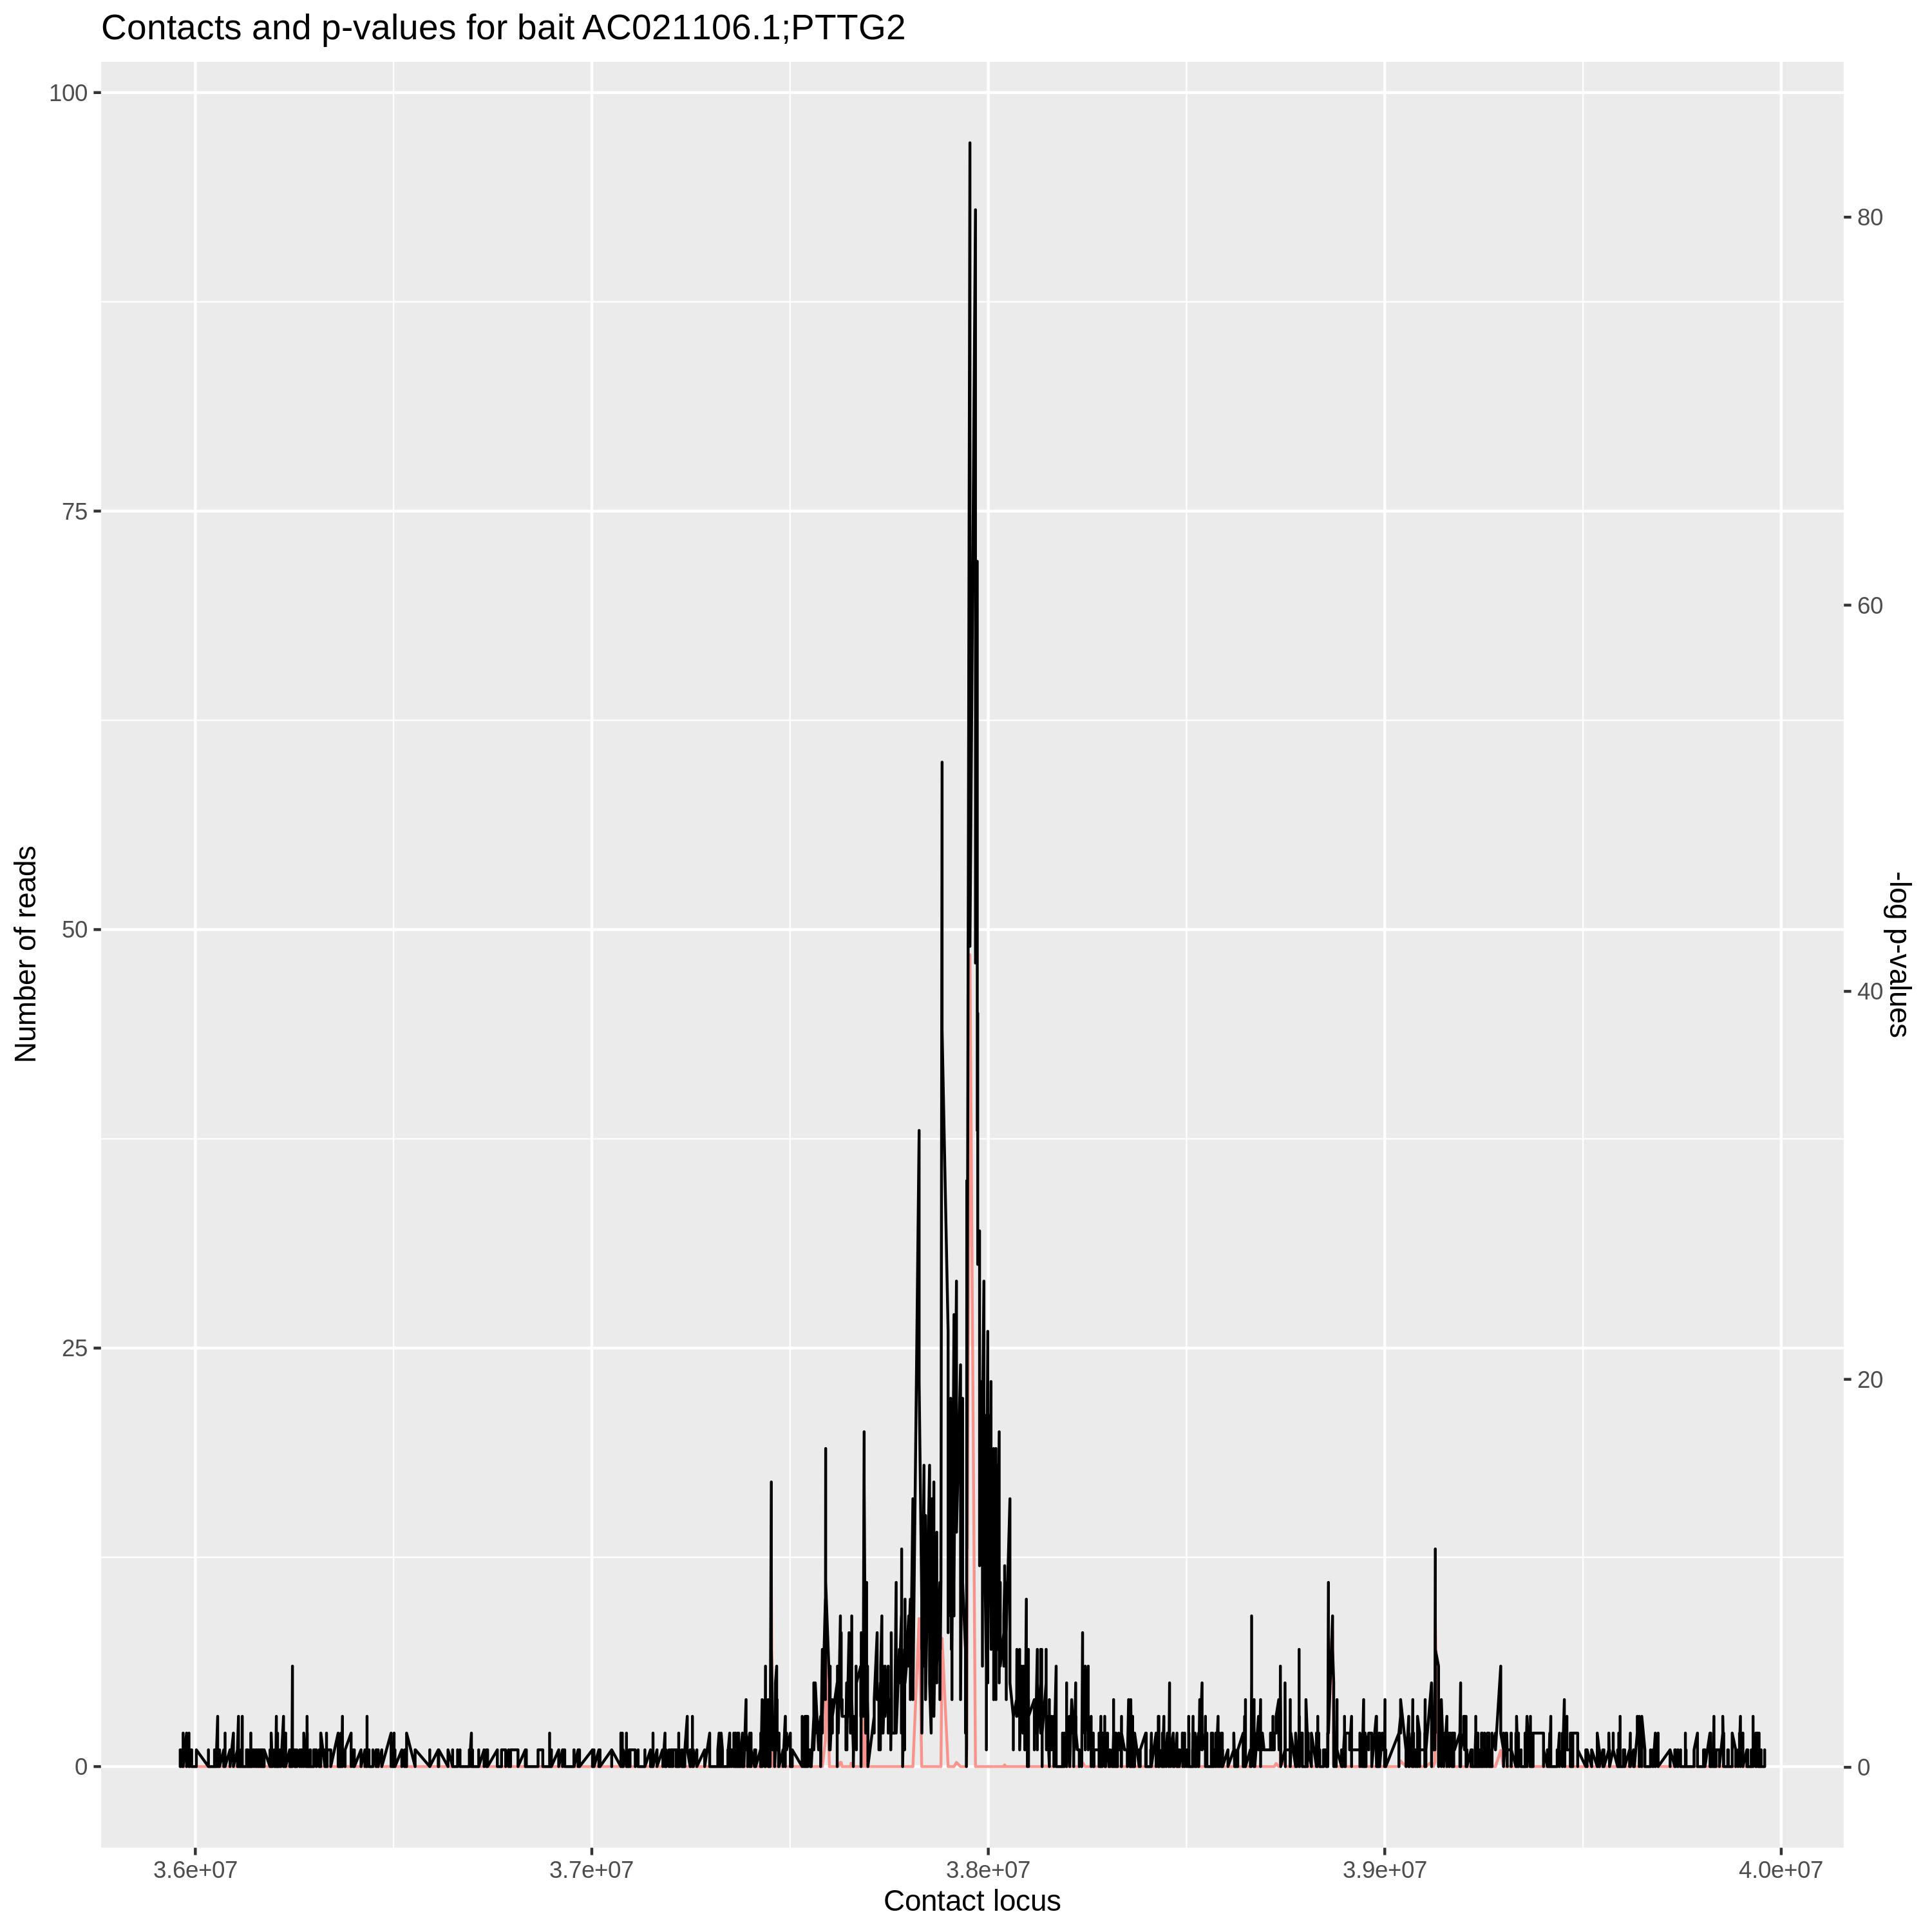 Contacts and p-values for bait AC021106.1;PTTG2
100
75
50
25
0
Number of reads
80
60
40
20
0
-log p-values
3.6e+07
3.7e+07
3.8e+07
3.9e+07
4.0e+07
Contact locus